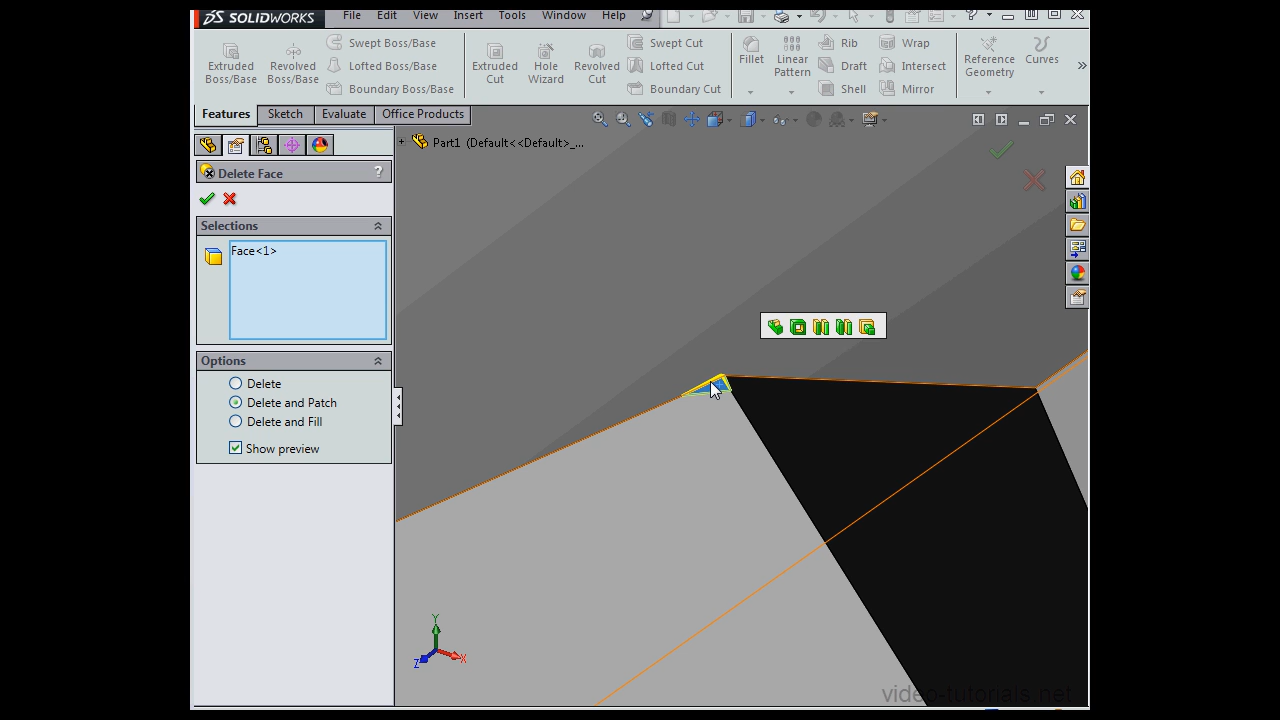 SOLIDWORKS File Edit View Insert Tools Window Help
Extruded Boss/Base Revolved Boss/Base Swept Boss/Base Lofted Boss/Base Boundary Boss/Base Extruded Cut Hole Wizard Revolved Cut Swept Cut Lofted Cut Boundary Cut Fillet Linear Pattern Rib Draft Shell Wrap Intersect Mirror Reference Geometry Curves
Features Sketch Evaluate Office Products
Part1 (Default<<Default>_...
Delete Face ?
Selections
Face<1>
Options
Delete
Delete and Patch
Delete and Fill
Show preview
Y
Z X
video-tutorials.net